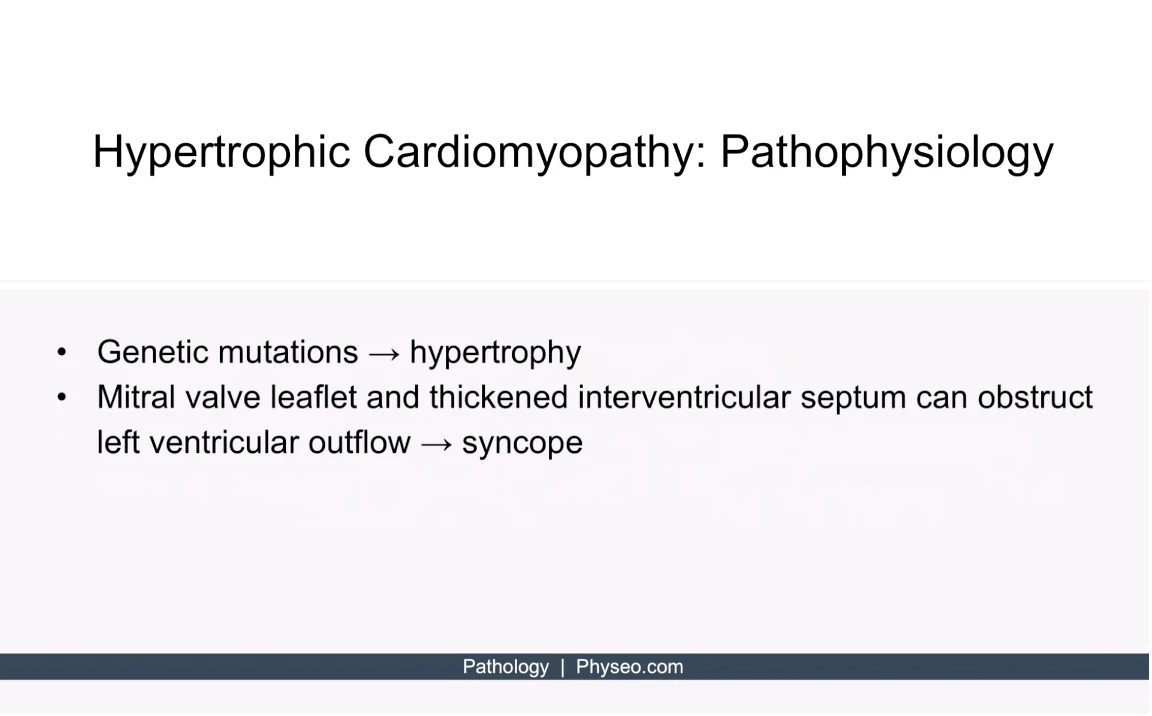 Hypertrophic Cardiomyopathy: Pathophysiology
• Genetic mutations → hypertrophy
• Mitral valve leaflet and thickened interventricular septum can obstruct
left ventricular outflow → syncope
Pathology | Physeo.com